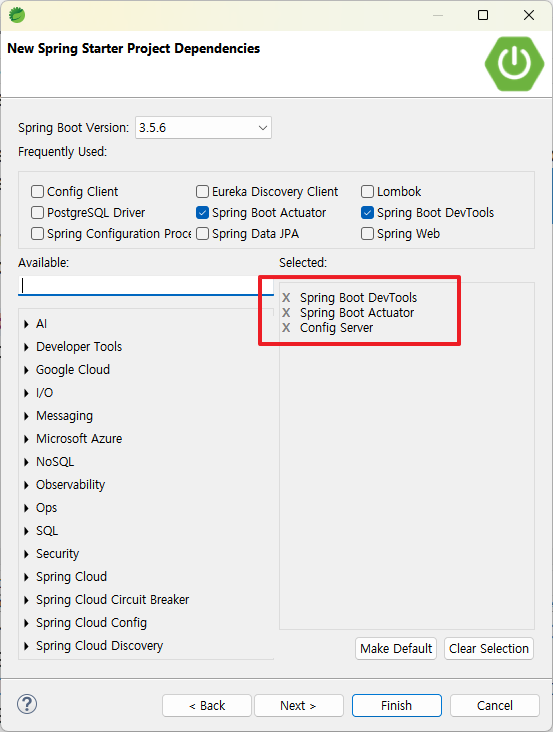 New Spring Starter Project Dependencies
Spring Boot Version: 3.5.6
Frequently Used:
Config Client Eureka Discovery Client Lombok
PostgreSQL Driver Spring Boot Actuator Spring Boot DevTools
Spring Configuration Proce Spring Data JPA Spring Web
Available: Selected:
X Spring Boot DevTools
X Spring Boot Actuator
X Config Server
AI
Developer Tools
Google Cloud
I/O
Messaging
Microsoft Azure
NoSQL
Observability
Ops
SQL
Security
Spring Cloud
Spring Cloud Circuit Breaker
Spring Cloud Config
Spring Cloud Discovery
Make Default Clear Selection
? < Back Next > Finish Cancel